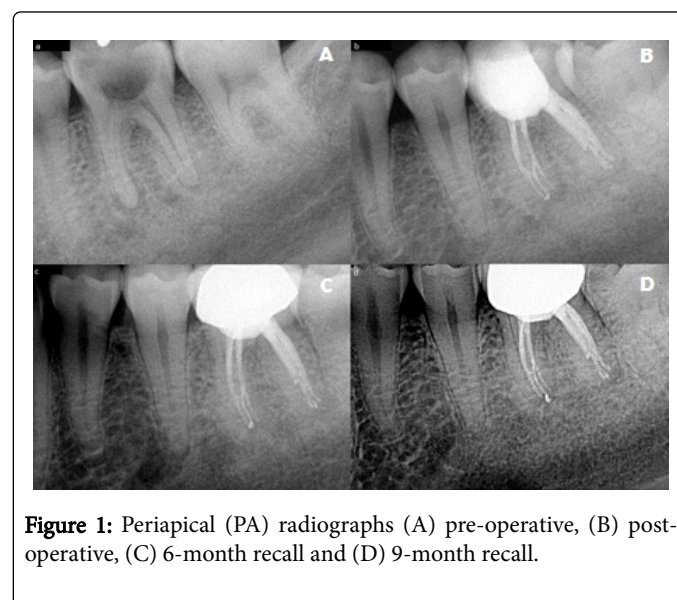 a
A
b
B
c
C
d
D
Figure 1: Periapical (PA) radiographs (A) pre-operative, (B) post-
operative, (C) 6-month recall and (D) 9-month recall.